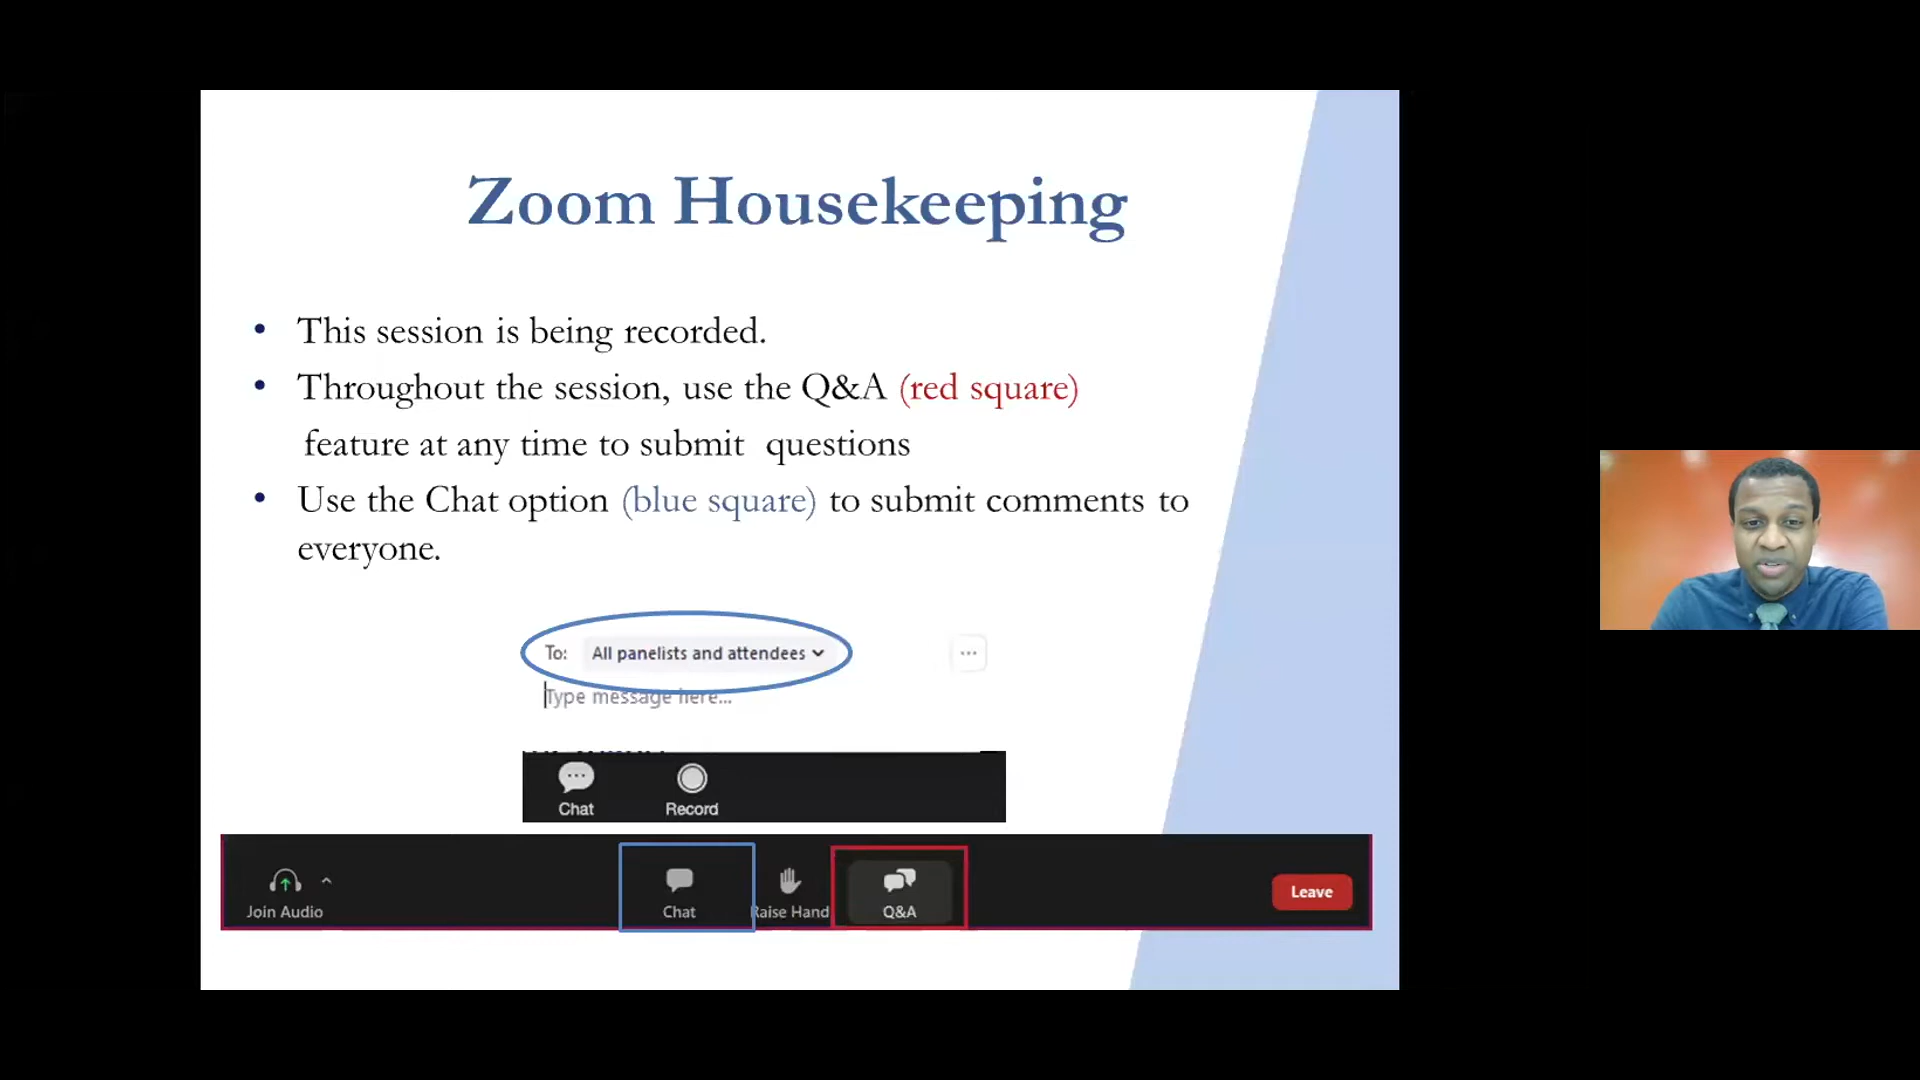 Zoom Housekeeping
• This session is being recorded.
• Throughout the session, use the Q&A (red square)
feature at any time to submit questions
• Use the Chat option (blue square) to submit comments to
everyone.
To: All panelists and attendees
Type message here...
Chat Record
Join Audio Chat Raise Hand Q&A Leave